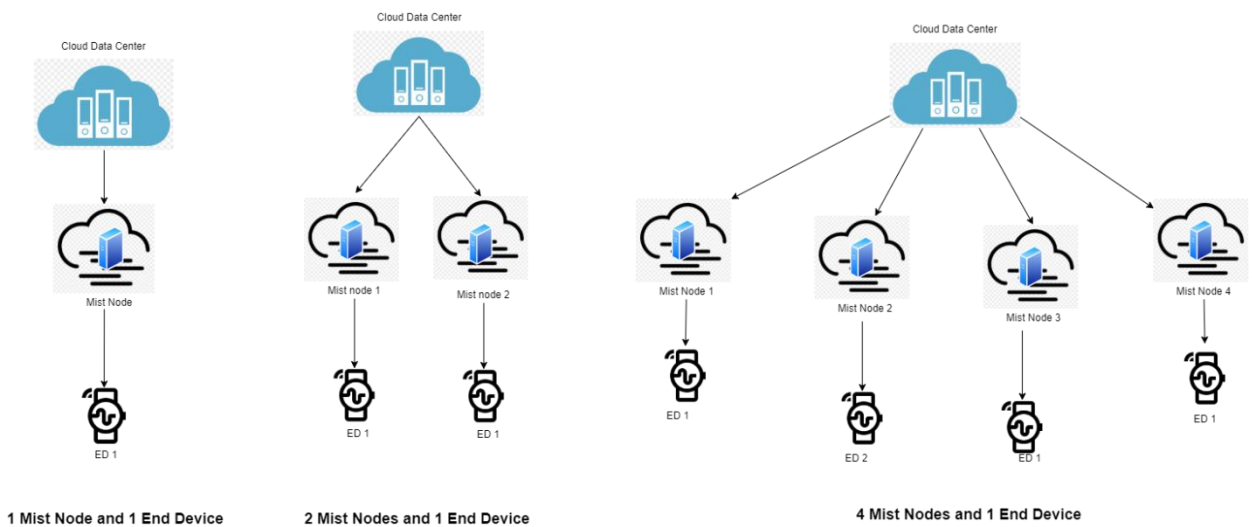 Cloud Data Center
Mist Node
ED 1
1 Mist Node and 1 End Device
Cloud Data Center
Mist node 1
Mist node 2
ED 1
ED 1
2 Mist Nodes and 1 End Device
Cloud Data Center
Mist Node 1
Mist Node 2
Mist Node 3
Mist Node 4
ED 1
ED 2
ED 1
ED 1
4 Mist Nodes and 1 End Device